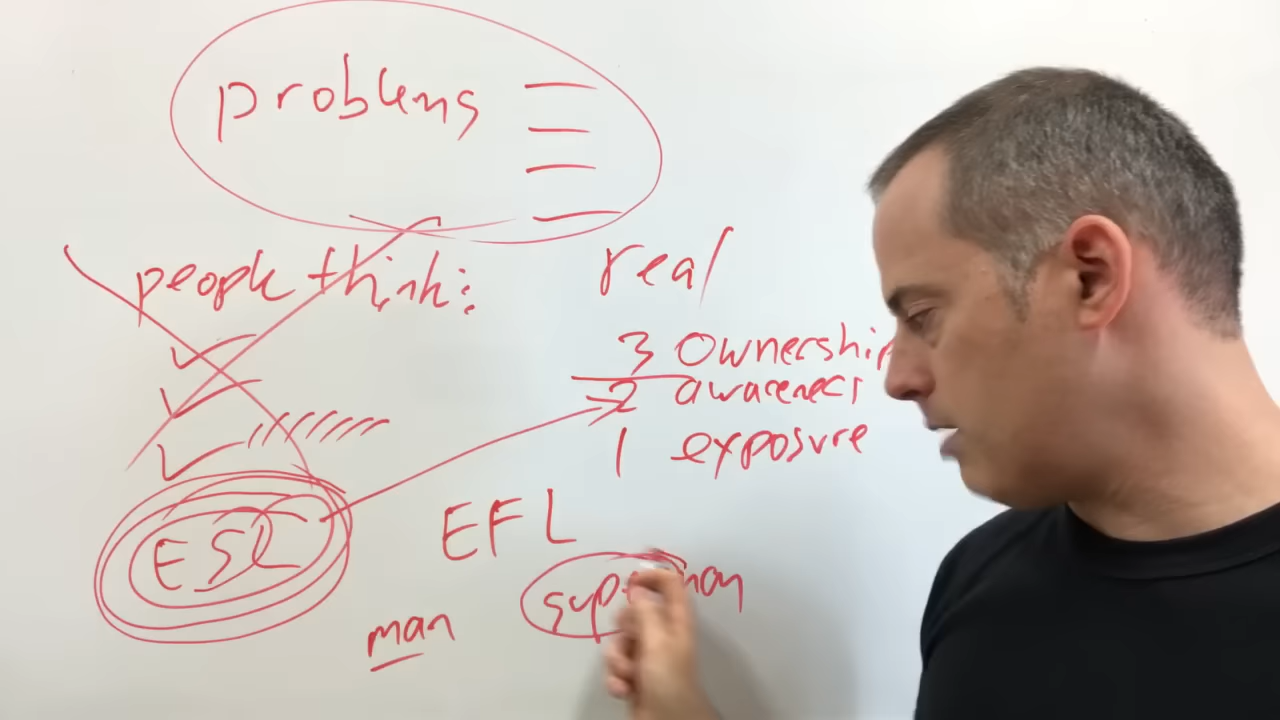 problems
people think:
real
3 Ownership
2 awareness
1 exposure
ESL
EFL
man